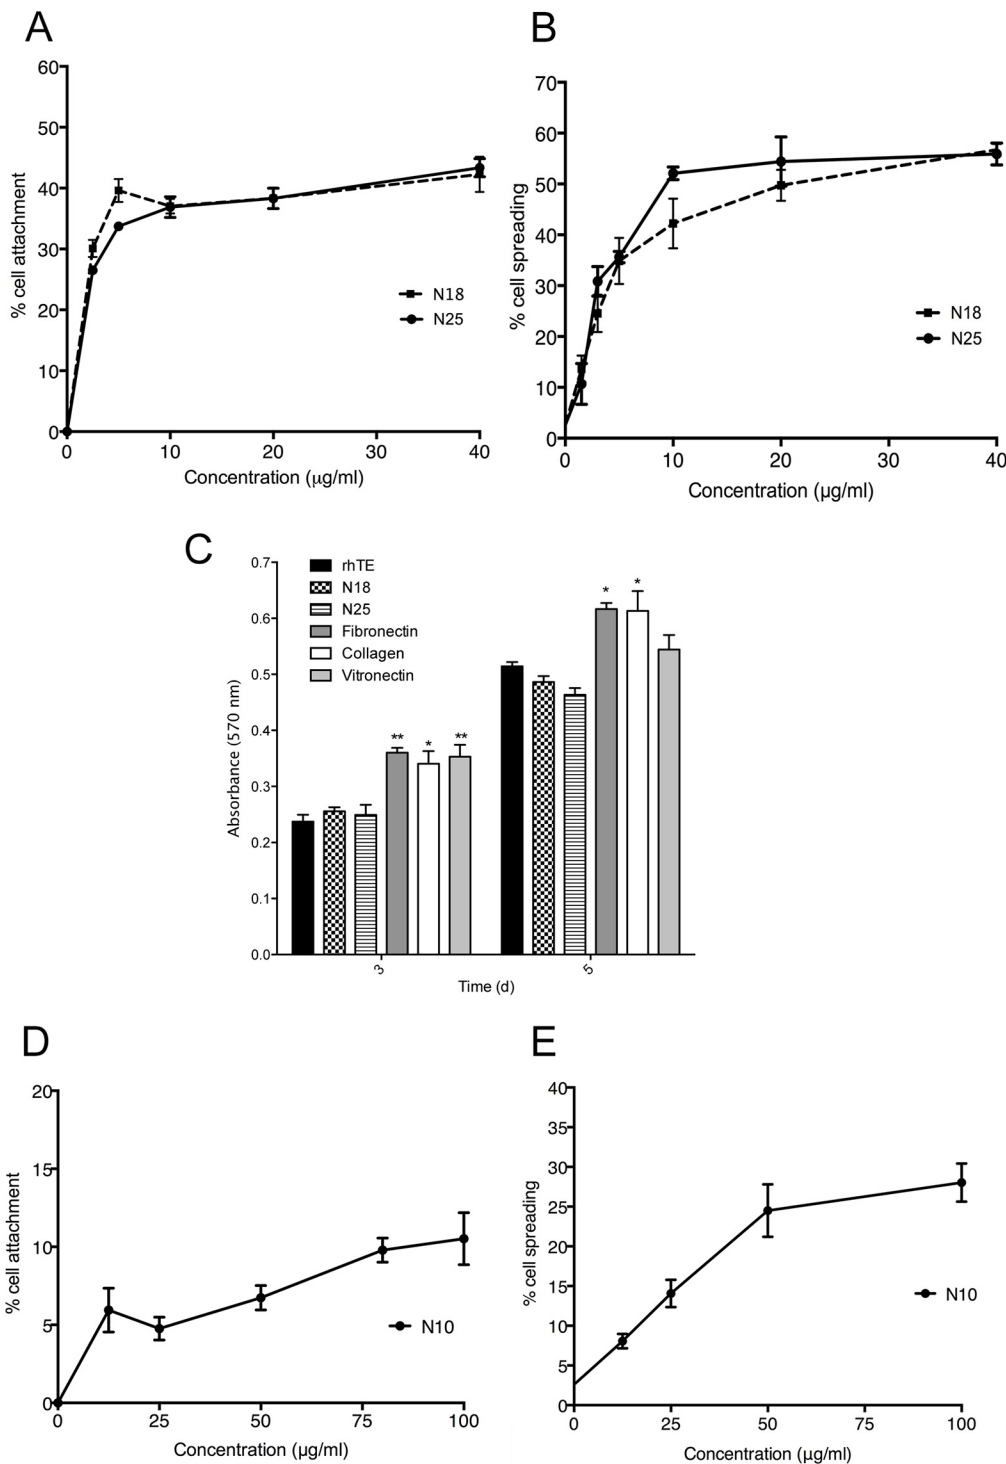 A
60
50
40
30
20
10
0
% cell attachment
N18
N25
0 10 20 30 40
Concentration (μg/ml)
B
70
60
50
40
30
20
10
0
% cell spreading
N18
N25
0 10 20 30 40
Concentration (μg/ml)
C
0.7
0.6
0.5
0.4
0.3
0.2
0.1
0.0
Absorbance (570 nm)
rhTE
N18
N25
Fibronectin
Collagen
Vitronectin
** * **
* *
3 5
Time (d)
D
20
15
10
5
0
% cell attachment
N10
0 25 50 75 100
Concentration (μg/ml)
E
40
35
30
25
20
15
10
5
0
% cell spreading
N10
0 25 50 75 100
Concentration (μg/ml)